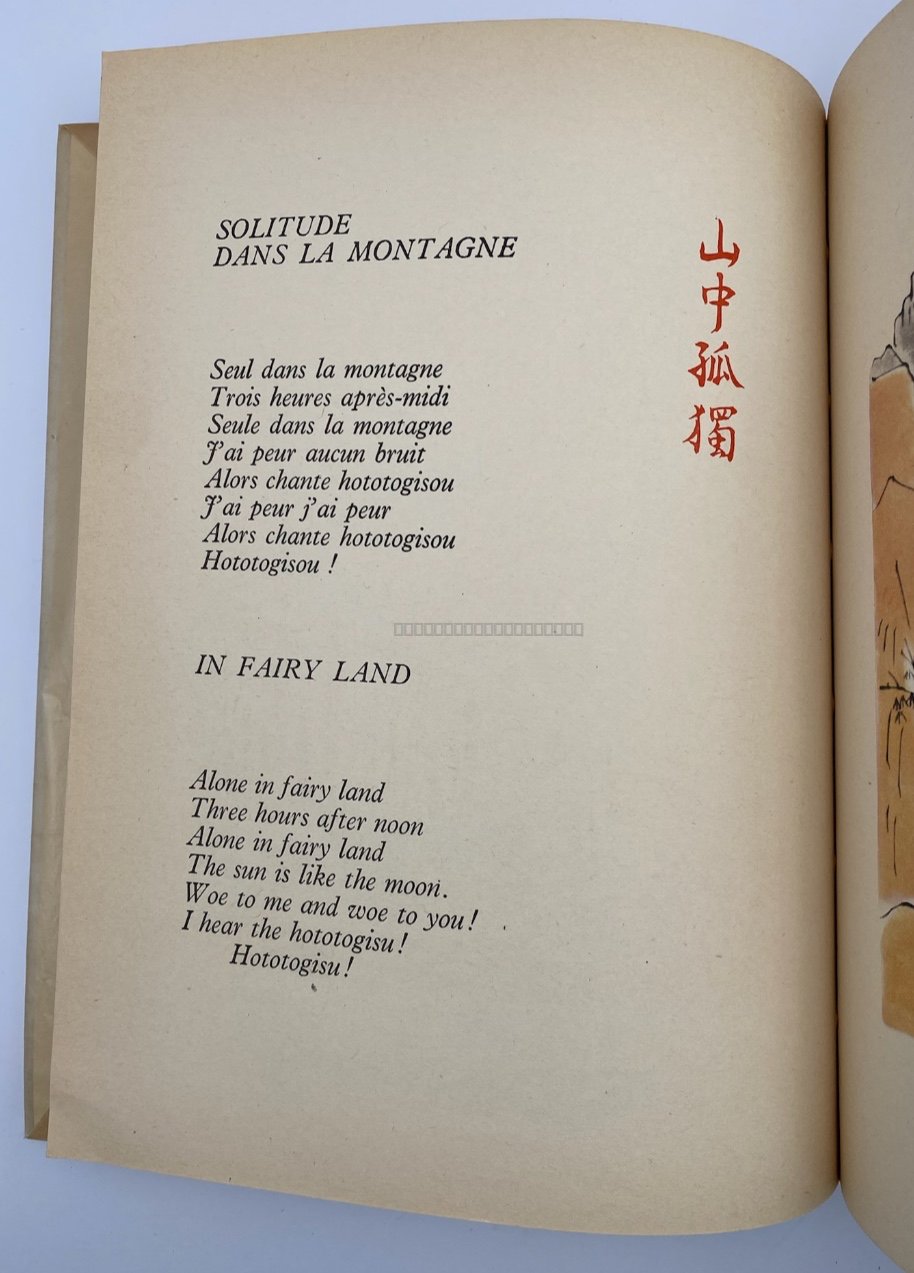 SOLITUDE
DANS LA MONTAGNE
山中孤獨
Seul dans la montagne
Trois heures après-midi
Seule dans la montagne
J'ai peur aucun bruit
Alors chante hototogisou
J'ai peur j'ai peur
Alors chante hototogisou
Hototogisou !
IN FAIRY LAND
Alone in fairy land
Three hours after noon
Alone in fairy land
The sun is like the moon.
Woe to me and woe to you !
I hear the hototogisu !
Hototogisu !